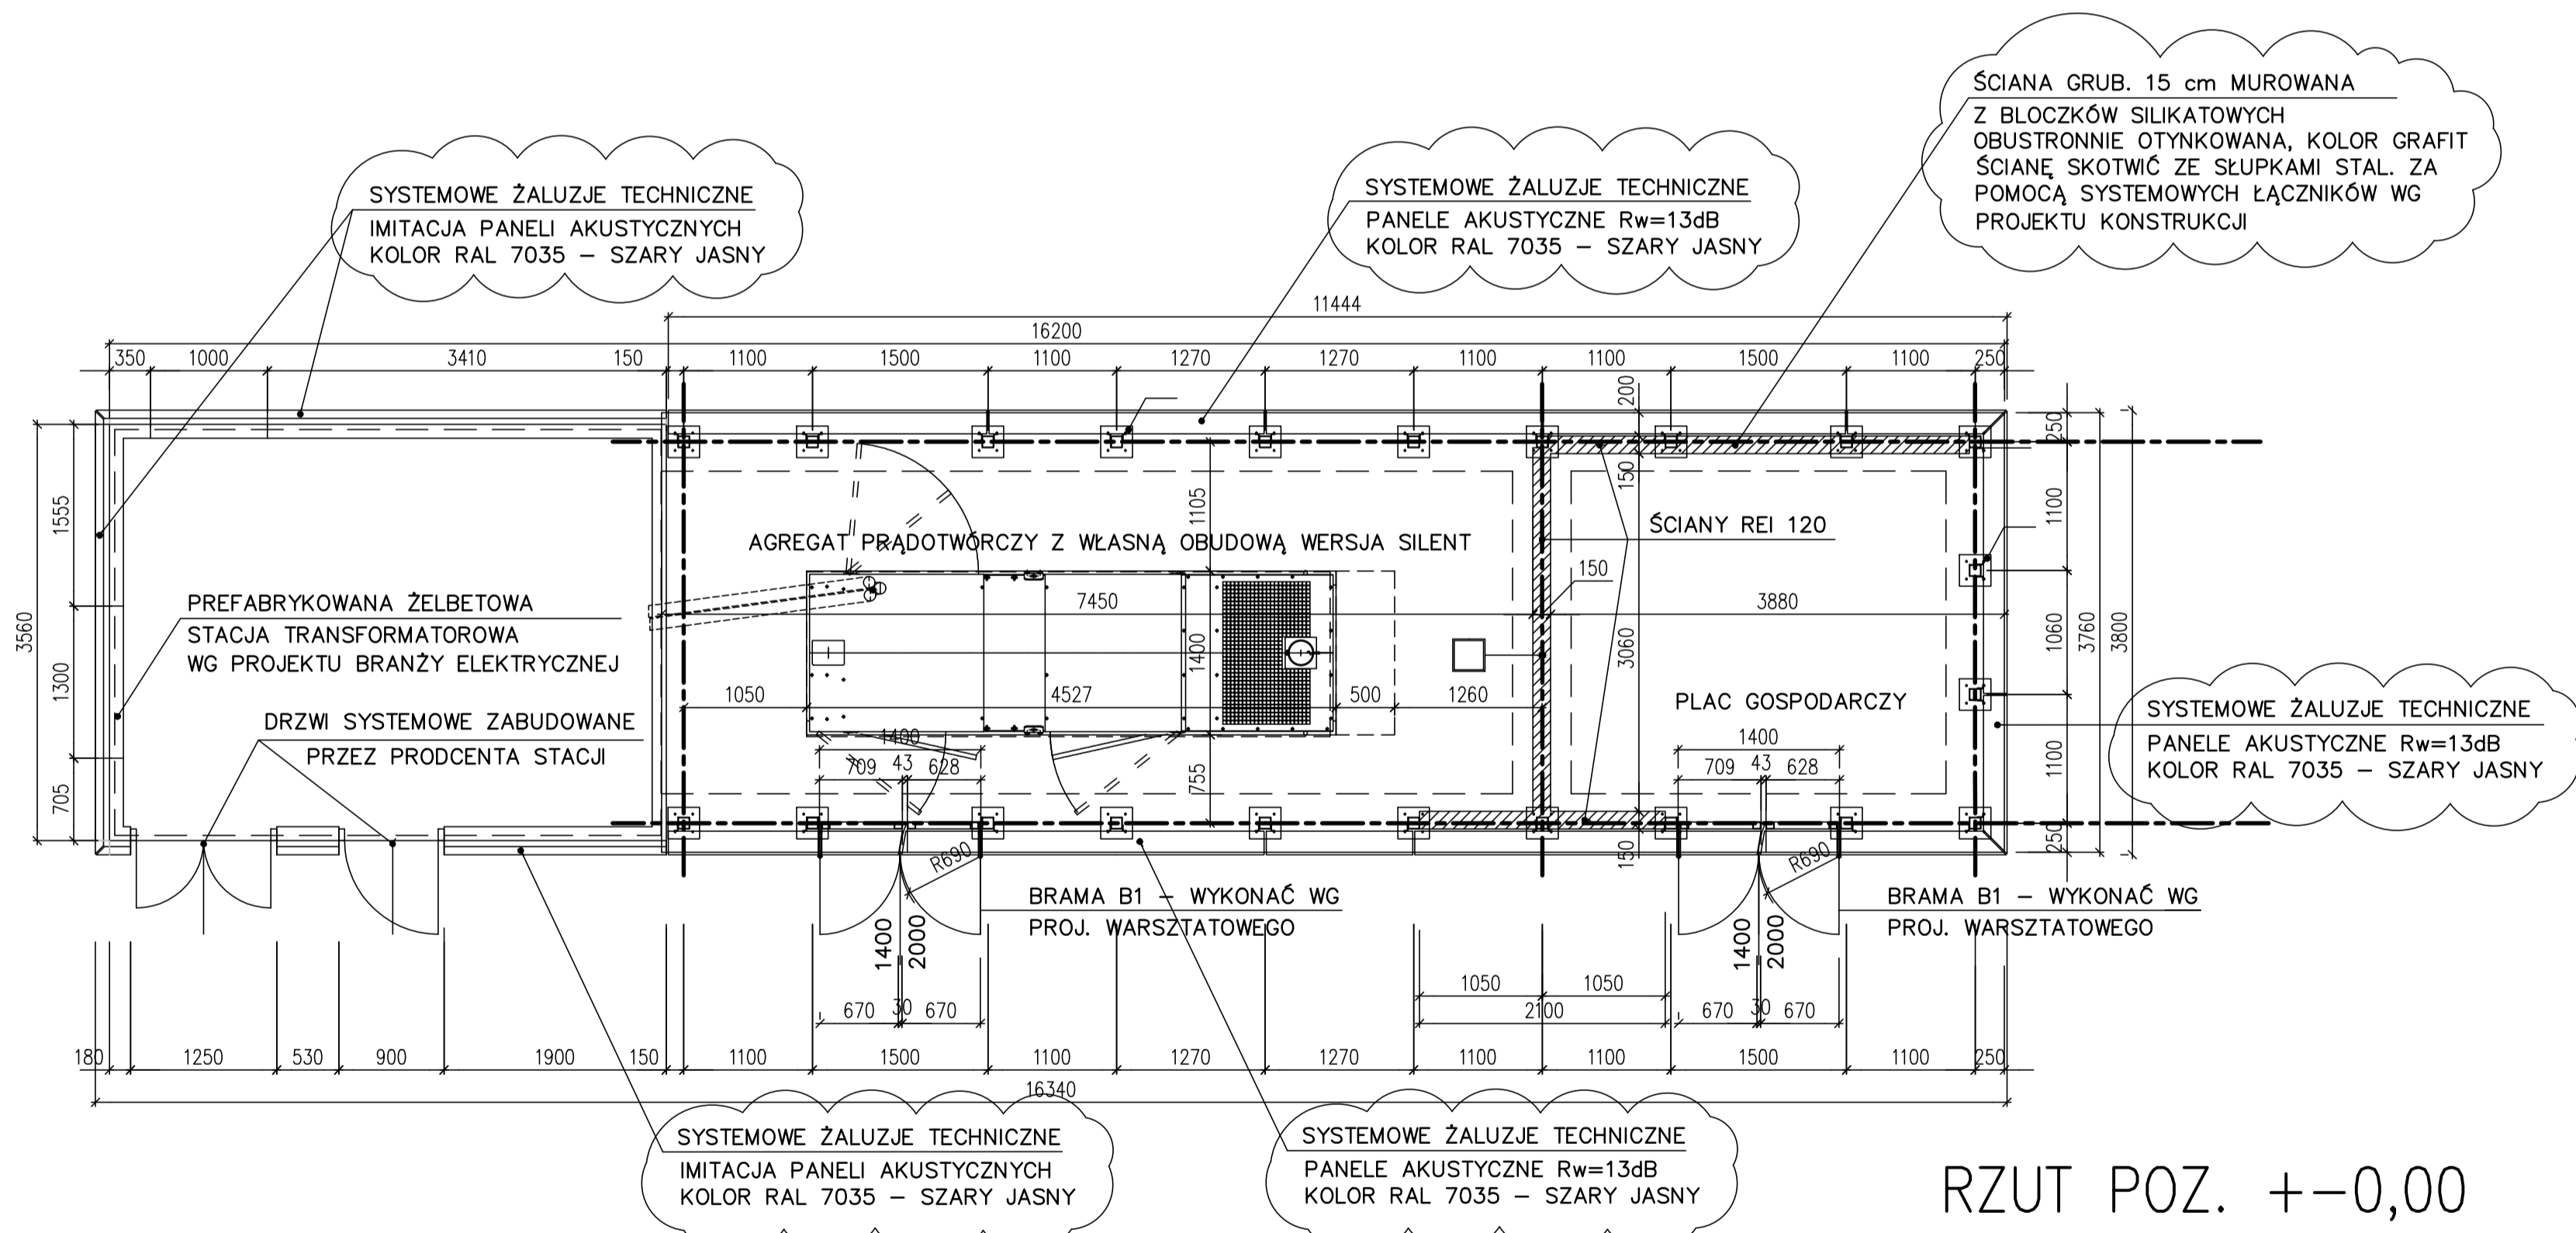 ŚCIANA GRUB. 15 cm MUROWANA
Z BLOCZKÓW SILIKATOWYCH
OBUSTRONNIE OTYNKOWANA, KOLOR GRAFIT
ŚCIANĘ SKOTWIĆ ZE SŁUPKAMI STAL. ZA
POMOCĄ SYSTEMOWYCH ŁĄCZNIKÓW WG
PROJEKTU KONSTRUKCJI
SYSTEMOWE ŻALUZJE TECHNICZNE
IMITACJA PANELI AKUSTYCZNYCH
KOLOR RAL 7035 – SZARY JASNY
SYSTEMOWE ŻALUZJE TECHNICZNE
PANELE AKUSTYCZNE Rw=13dB
KOLOR RAL 7035 – SZARY JASNY
11444
16200
350 1000 3410 150 1100 1500 1100 1270 1270 1100 1100 1500 1100 250
200
250
150
1105
1555
1100
ŚCIANY REI 120
AGREGAT PRĄDOTWÓRCZY Z WŁASNĄ OBUDOWĄ WERSJA SILENT
150
7450
3880
PREFABRYKOWANA ŻELBETOWA
STACJA TRANSFORMATOROWA
WG PROJEKTU BRANŻY ELEKTRYCZNEJ
3560
1300
1400
3060
1060
3760
3800
1050 4527 500 1260
PLAC GOSPODARCZY
DRZWI SYSTEMOWE ZABUDOWANE
PRZEZ PRODCENTA STACJI
SYSTEMOWE ŻALUZJE TECHNICZNE
PANELE AKUSTYCZNE Rw=13dB
KOLOR RAL 7035 – SZARY JASNY
1400
709 43 628
755
1400
709 43 628
705
1100
150
250
R690
R690
BRAMA B1 – WYKONAĆ WG
PROJ. WARSZTATOWEGO
BRAMA B1 – WYKONAĆ WG
PROJ. WARSZTATOWEGO
1400
2000
1400
2000
1050 1050
2100
670 30 670
670 30 670
180 1250 530 900 1900 150 1100 1500 1100 1270 1270 1100 1100 1500 1100 250
16340
SYSTEMOWE ŻALUZJE TECHNICZNE
IMITACJA PANELI AKUSTYCZNYCH
KOLOR RAL 7035 – SZARY JASNY
SYSTEMOWE ŻALUZJE TECHNICZNE
PANELE AKUSTYCZNE Rw=13dB
KOLOR RAL 7035 – SZARY JASNY
RZUT POZ. +–0,00